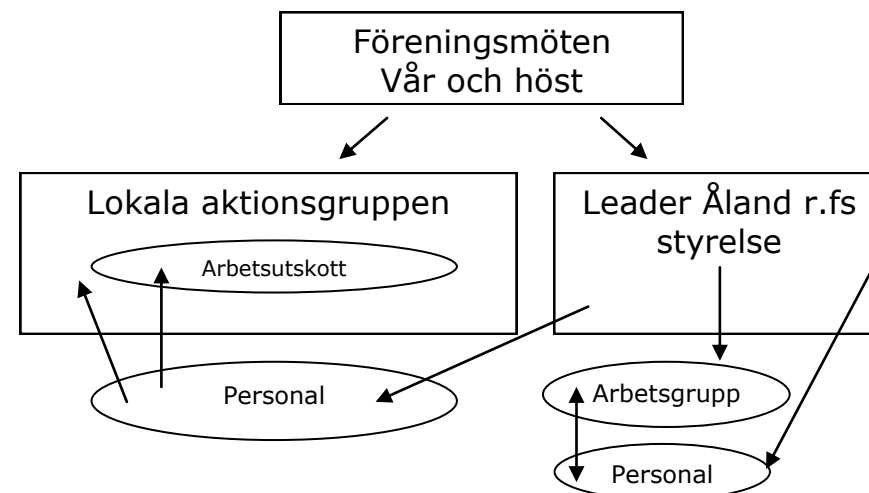 Föreningsmöten
Vår och höst
Lokala aktionsgruppen
Arbetsutskott
Personal
Leader Åland r.fs
styrelse
Arbetsgrupp
Personal